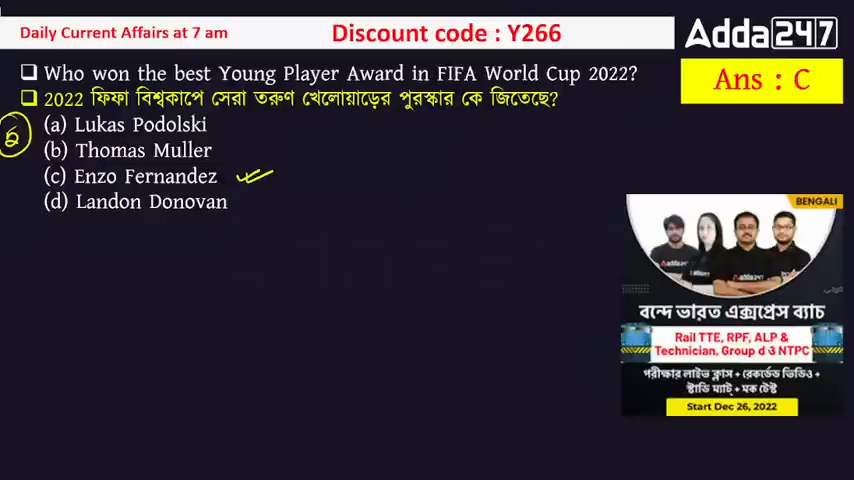 Daily Current Affairs at 7 am
Discount code : Y266
Adda247
❑ Who won the best Young Player Award in FIFA World Cup 2022?
❑ 2022 ফিফা বিশ্বকাপে সেরা তরুণ খেলোয়াড়ের পুরস্কার কে জিতেছে?
(a) Lukas Podolski
(b) Thomas Muller
(c) Enzo Fernandez
(d) Landon Donovan
Ans : C
BENGALI
বন্দে ভারত এক্সপ্রেস ব্যাচ
Rail TTE, RPF, ALP &
Technician, Group d ও NTPC
পরীক্ষার লাইভ ক্লাস + রেকর্ডেড ভিডিও +
স্টাডি ম্যাট্ + মক টেস্ট
Start Dec 26, 2022